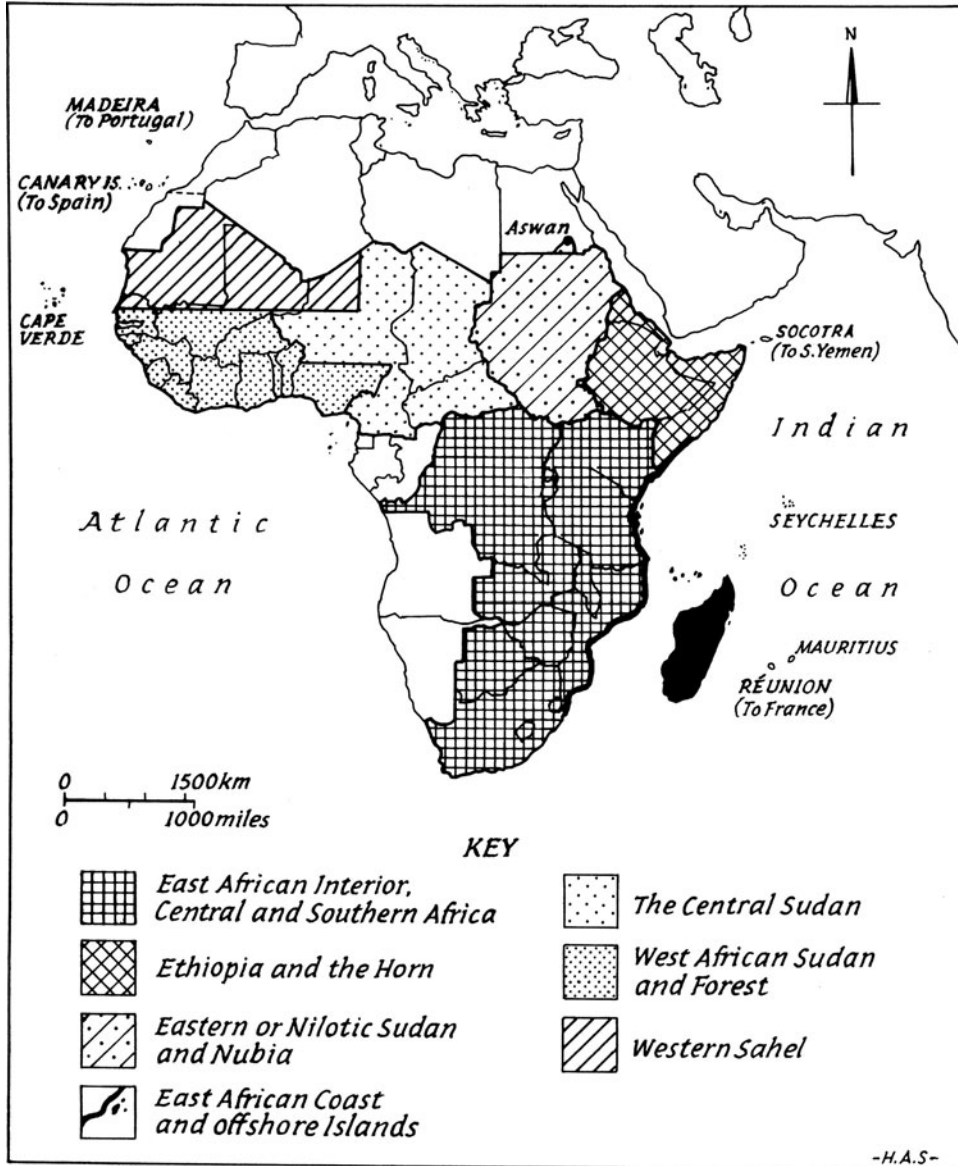 N
MADEIRA
(To Portugal)
CANARY IS.
(To Spain)
Aswan
CAPE
VERDE
SOCOTRA
(To S.Yemen)
Indian
Atlantic
Ocean
SEYCHELLES
Ocean
MAURITIUS
RÉUNION
(To France)
0 1500km
0 1000miles
KEY
East African Interior,
Central and Southern Africa
Ethiopia and the Horn
Eastern or Nilotic Sudan
and Nubia
East African Coast
and offshore Islands
The Central Sudan
West African Sudan
and Forest
Western Sahel
-H.A.S-